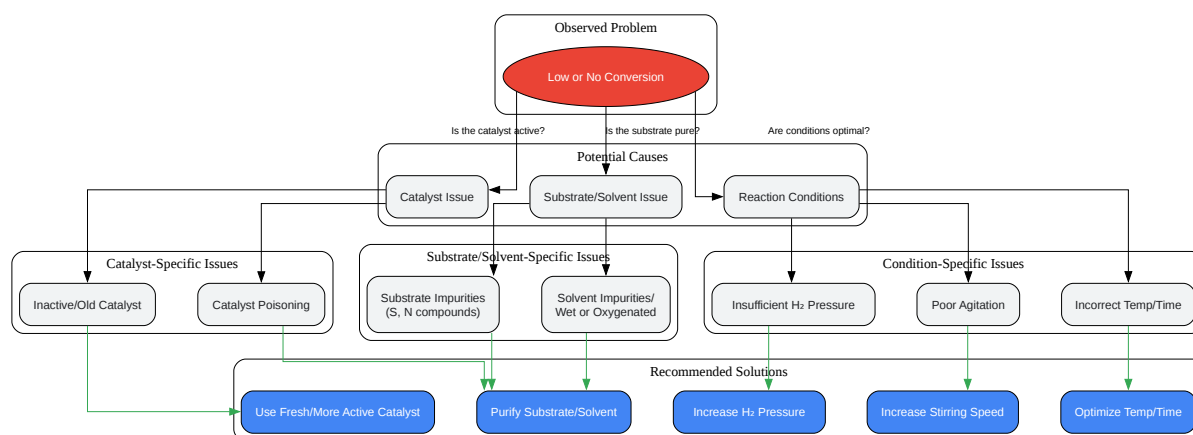 Observed Problem
Low or No Conversion
Is the catalyst active?
Is the substrate pure?
Are conditions optimal?
Potential Causes
Catalyst Issue
Substrate/Solvent Issue
Reaction Conditions
Catalyst-Specific Issues
Substrate/Solvent-Specific Issues
Condition-Specific Issues
Inactive/Old Catalyst
Catalyst Poisoning
Substrate Impurities
(S, N compounds)
Solvent Impurities/
Wet or Oxygenated
Insufficient H₂ Pressure
Poor Agitation
Incorrect Temp/Time
Recommended Solutions
Use Fresh/More Active Catalyst
Purify Substrate/Solvent
Increase H₂ Pressure
Increase Stirring Speed
Optimize Temp/Time